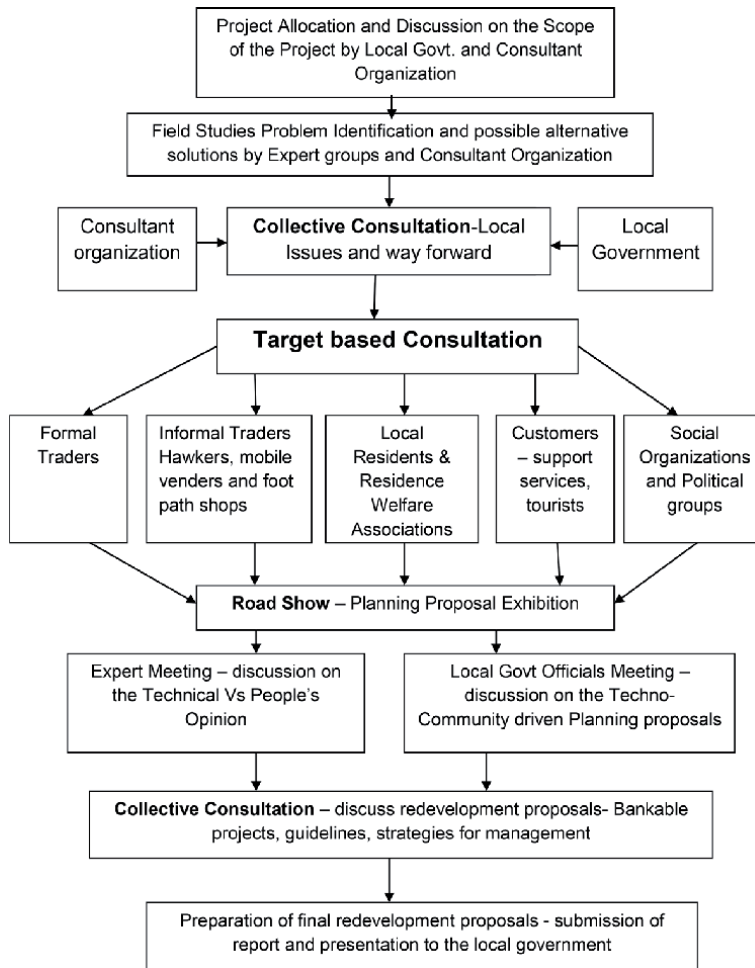 Project Allocation and Discussion on the Scope
of the Project by Local Govt. and Consultant
Organization
Field Studies Problem Identification and possible alternative
solutions by Expert groups and Consultant Organization
Consultant
organization
Collective Consultation-Local
Issues and way forward
Local
Government
Target based Consultation
Formal
Traders
Informal Traders
Hawkers, mobile
venders and foot
path shops
Local
Residents &
Residence
Welfare
Associations
Customers
– support
services,
tourists
Social
Organizations
and Political
groups
Road Show – Planning Proposal Exhibition
Expert Meeting – discussion on
the Technical Vs People's
Opinion
Local Govt Officials Meeting –
discussion on the Techno-
Community driven Planning proposals
Collective Consultation – discuss redevelopment proposals- Bankable
projects, guidelines, strategies for management
Preparation of final redevelopment proposals - submission of
report and presentation to the local government